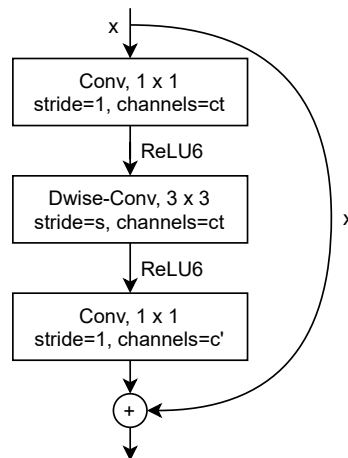 x
Conv, 1 x 1
stride=1, channels=ct
ReLU6
Dwise-Conv, 3 x 3
stride=s, channels=ct
x
ReLU6
Conv, 1 x 1
stride=1, channels=c'
+